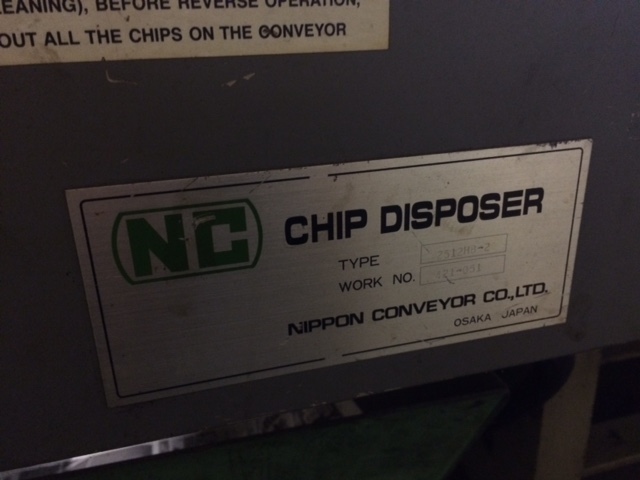 LEANING), BEFORE REVERSE OPERATION,
OUT ALL THE CHIPS ON THE CONVEYOR
NC
CHIP DISPOSER
TYPE
WORK NO.
NIPPON CONVEYOR CO.,LTD.
OSAKA JAPAN